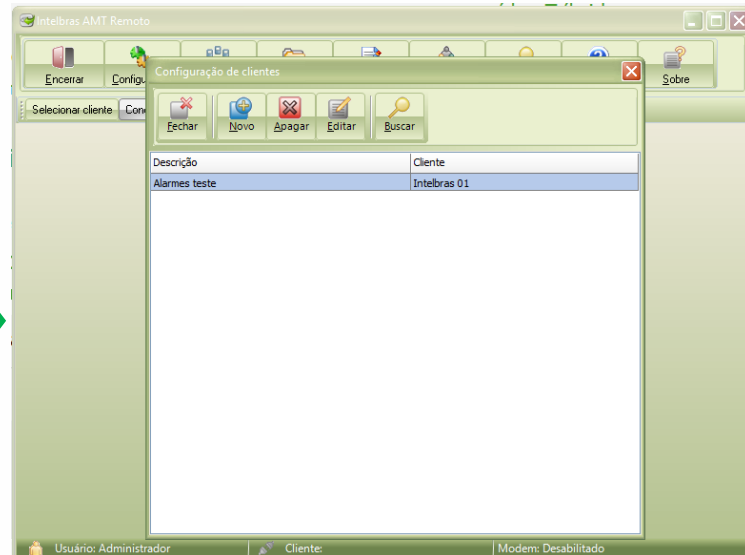 Intelbras AMT Remoto
Encerrar
Configu
Sobre
Selecionar cliente
Configuração de clientes
Fechar Novo Apagar Editar Buscar
Descrição Cliente
Alarmes teste Intelbras 01
Usuário: Administrador Cliente: Modem: Desabilitado